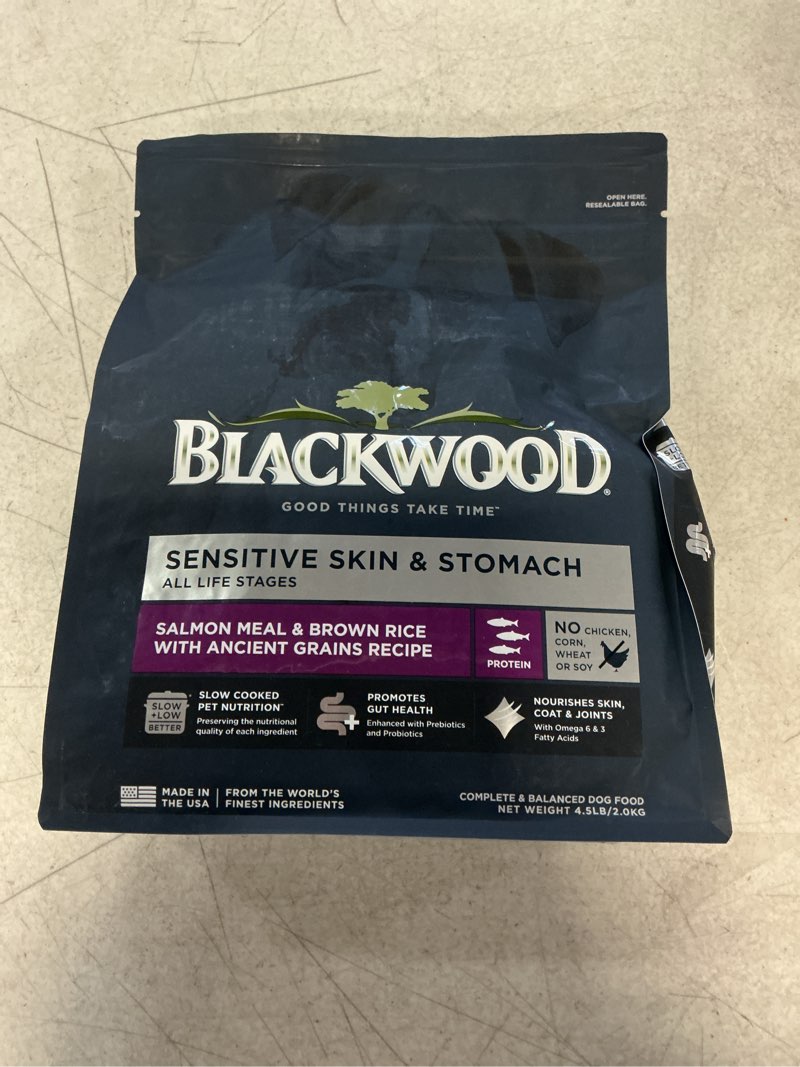 OPEN HERE.
RESEALABLE BAG.
BLACKWOOD®
GOOD THINGS TAKE TIME™
SENSITIVE SKIN & STOMACH
ALL LIFE STAGES
SALMON MEAL & BROWN RICE
WITH ANCIENT GRAINS RECIPE
PROTEIN
NO CHICKEN,
CORN,
WHEAT
OR SOY
SLOW
+LOW
BETTER
SLOW COOKED
PET NUTRITION™
Preserving the nutritional
quality of each ingredient
PROMOTES
GUT HEALTH
Enhanced with Prebiotics
and Probiotics
NOURISHES SKIN,
COAT & JOINTS
With Omega 6 & 3
Fatty Acids
MADE IN
THE USA
FROM THE WORLD'S
FINEST INGREDIENTS
COMPLETE & BALANCED DOG FOOD
NET WEIGHT 4.5LB/2.0KG